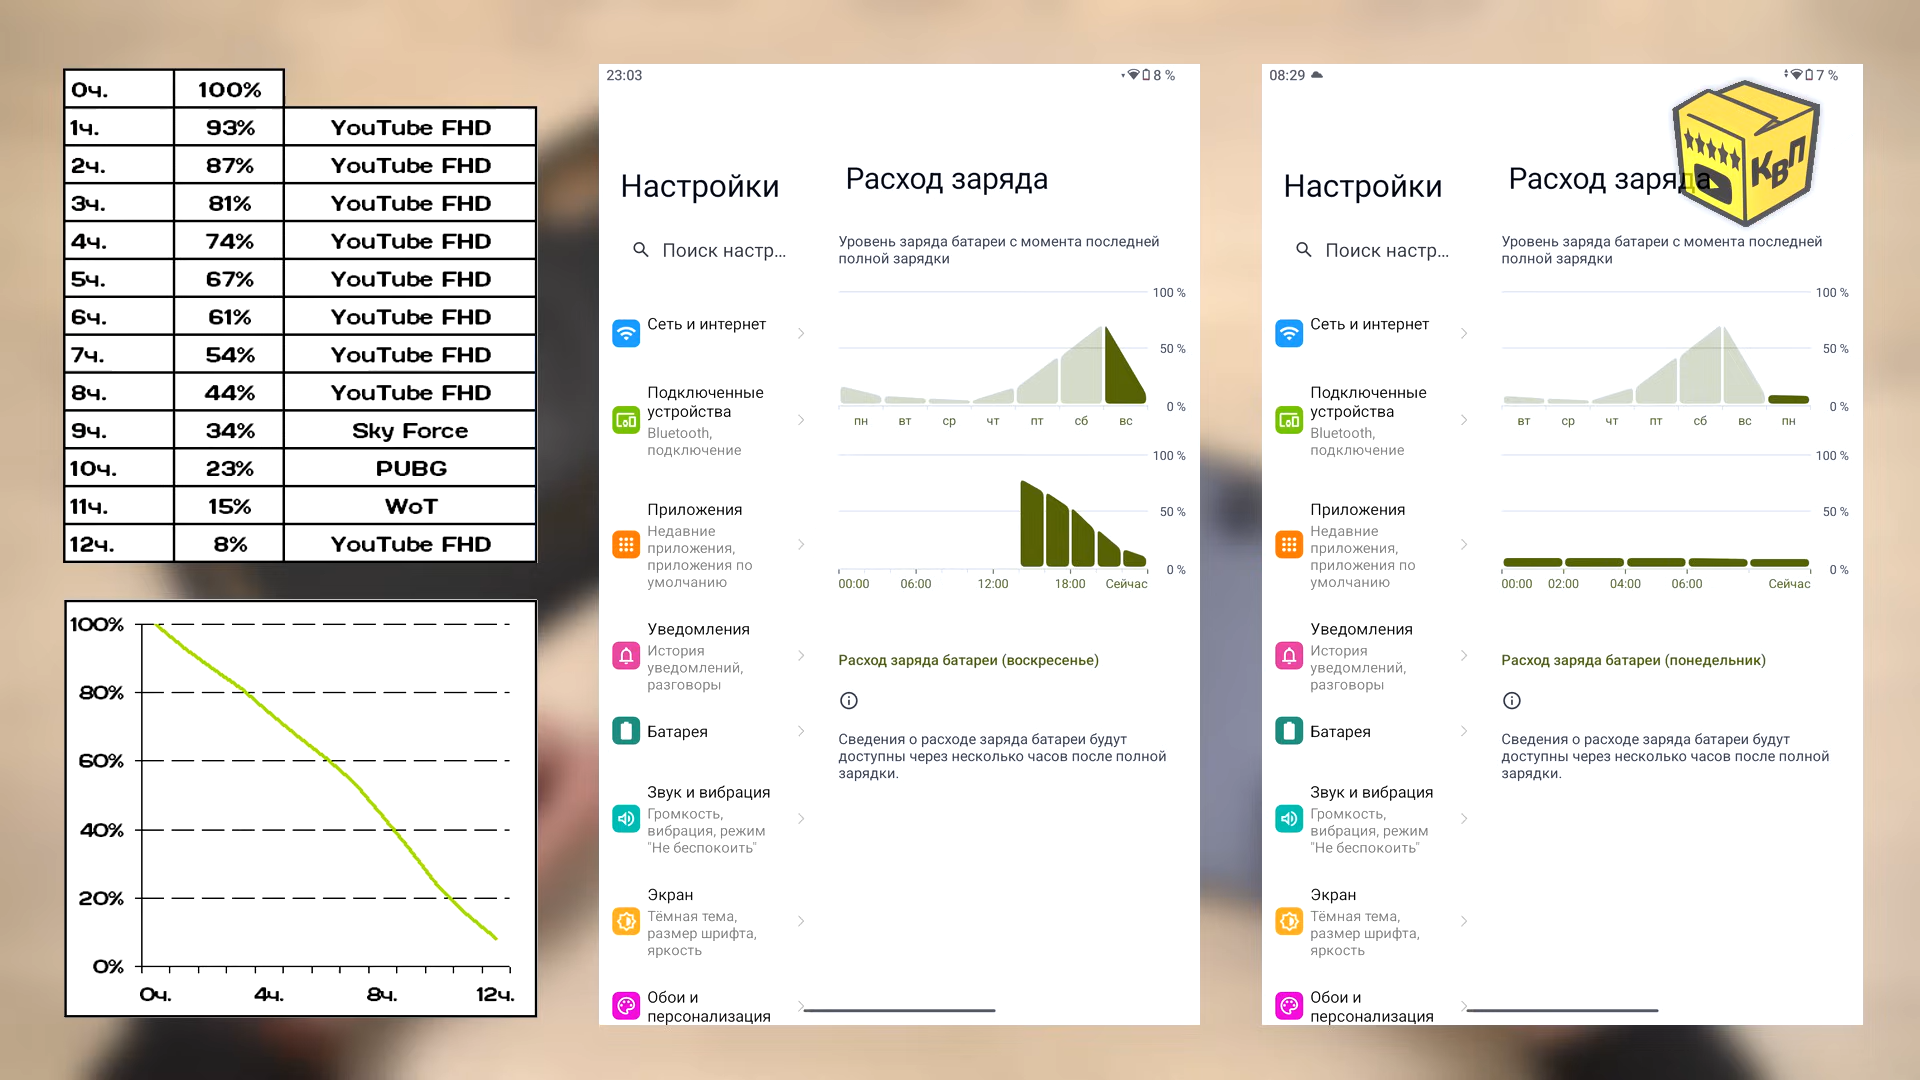 0ч. 100%
1ч. 93% YouTube FHD
2ч. 87% YouTube FHD
3ч. 81% YouTube FHD
4ч. 74% YouTube FHD
5ч. 67% YouTube FHD
6ч. 61% YouTube FHD
7ч. 54% YouTube FHD
8ч. 44% YouTube FHD
9ч. 34% Sky Force
10ч. 23% PUBG
11ч. 15% WoT
12ч. 8% YouTube FHD
100%
80%
60%
40%
20%
0%
0ч. 4ч. 8ч. 12ч.
23:03 8 %
Настройки
Поиск настр...
Сеть и интернет
Подключенные
устройства
Bluetooth,
подключение
Приложения
Недавние
приложения,
приложения по
умолчанию
Уведомления
История
уведомлений,
разговоры
Батарея
Звук и вибрация
Громкость,
вибрация, режим
"Не беспокоить"
Экран
Тёмная тема,
размер шрифта,
яркость
Обои и
персонализация
Расход заряда
Уровень заряда батареи с момента последней
полной зарядки
100 %
50 %
0 %
пн вт ср чт пт сб вс
100 %
50 %
0 %
00:00 06:00 12:00 18:00 Сейчас
Расход заряда батареи (воскресенье)
Сведения о расходе заряда батареи будут
доступны через несколько часов после полной
зарядки.
08:29 7 %
Настройки
Поиск настр...
Сеть и интернет
Подключенные
устройства
Bluetooth,
подключение
Приложения
Недавние
приложения,
приложения по
умолчанию
Уведомления
История
уведомлений,
разговоры
Батарея
Звук и вибрация
Громкость,
вибрация, режим
"Не беспокоить"
Экран
Тёмная тема,
размер шрифта,
яркость
Обои и
персонализация
КВП
Расход заряда
Уровень заряда батареи с момента последней
полной зарядки
100 %
50 %
0 %
вт ср чт пт сб вс пн
100 %
50 %
0 %
00:00 02:00 04:00 06:00 Сейчас
Расход заряда батареи (понедельник)
Сведения о расходе заряда батареи будут
доступны через несколько часов после полной
зарядки.